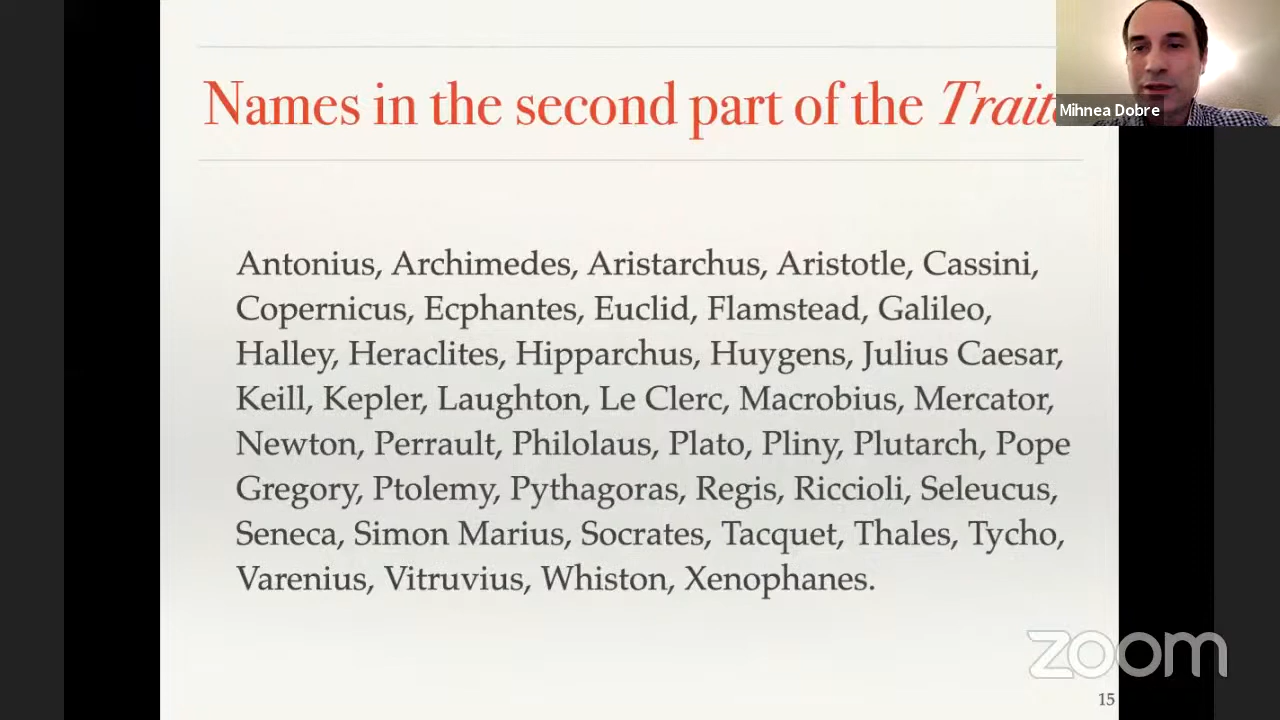 Names in the second part of the Traité
Mihnea Dobre
Antonius, Archimedes, Aristarchus, Aristotle, Cassini,
Copernicus, Ecphantes, Euclid, Flamstead, Galileo,
Halley, Heraclites, Hipparchus, Huygens, Julius Caesar,
Keill, Kepler, Laughton, Le Clerc, Macrobius, Mercator,
Newton, Perrault, Philolaus, Plato, Pliny, Plutarch, Pope
Gregory, Ptolemy, Pythagoras, Regis, Riccioli, Seleucus,
Seneca, Simon Marius, Socrates, Tacquet, Thales, Tycho,
Varenius, Vitruvius, Whiston, Xenophanes.
zoom
15